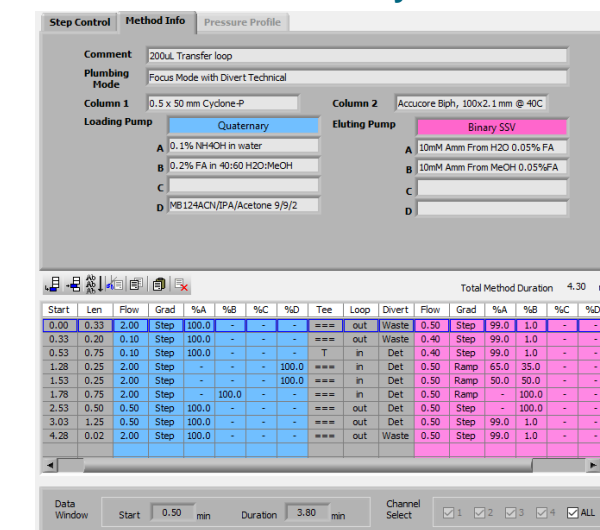 Step Control Method Info Pressure Profile
Comment 200uL Transfer loop
Plumbing Mode Focus Mode with Divert Technical
Column 1 0.5 x 50 mm Cyclone-P Column 2 Accucore Biph, 100x2.1 mm @ 40C
Loading Pump Quaternary Eluting Pump Binary SSV
A 0.1% NH4OH in water A 10mM Amm From H2O 0.05% FA
B 0.2% FA in 40:60 H2O:MeOH B 10mM Amm From MeOH 0.05%FA
C C
D MB124ACN/IPA/Acetone 9/9/2 D
Total Method Duration 4.30
Start Len Flow Grad %A %B %C %D Tee Loop Divert Flow Grad %A %B %C %D
0.00 0.33 2.00 Step 100.0 - - - === out Waste 0.50 Step 99.0 1.0 - -
0.33 0.20 0.10 Step 100.0 - - - === out Waste 0.40 Step 99.0 1.0 - -
0.53 0.75 0.10 Step 100.0 - - - T in Det 0.40 Step 99.0 1.0 - -
1.28 0.25 2.00 Step - - - 100.0 === in Det 0.50 Ramp 65.0 35.0 - -
1.53 0.25 2.00 Step - - - 100.0 === in Det 0.50 Ramp 50.0 50.0 - -
1.78 0.75 2.00 Step - 100.0 - - === in Det 0.50 Ramp - 100.0 - -
2.53 0.50 0.50 Step 100.0 - - - === out Det 0.50 Step - 100.0 - -
3.03 1.25 0.50 Step 100.0 - - - === out Det 0.50 Step 99.0 1.0 - -
4.28 0.02 2.00 Step 100.0 - - - === out Waste 0.50 Step 99.0 1.0 - -
Data Window Start 0.50 min Duration 3.80 min Channel Select 1 2 3 4 ALL